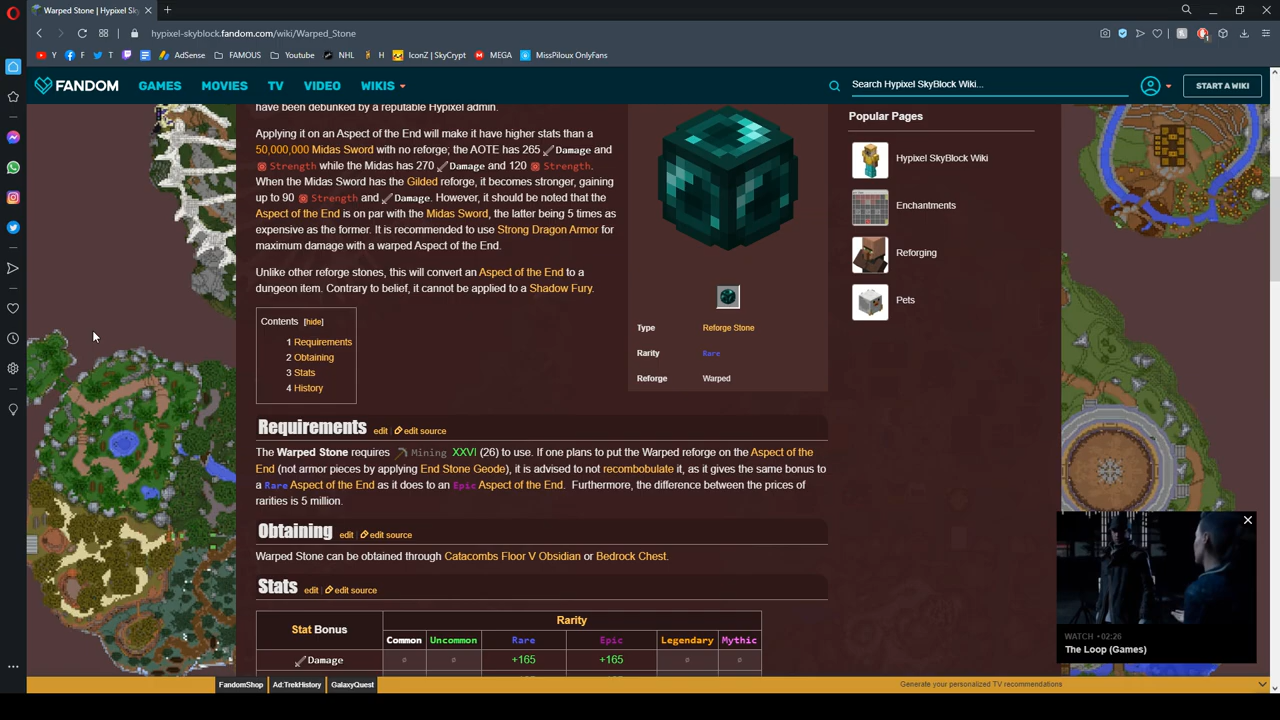 Warped Stone | Hypixel Sk
hypixel-skyblock.fandom.com/wiki/Warped_Stone
Y
F
T
AdSense
FAMOUS
Youtube
NHL
H
IconZ | SkyCrypt
MEGA
MissPiloux OnlyFans
FANDOM
GAMES
MOVIES
TV
VIDEO
WIKIS
Search Hypixel SkyBlock Wiki...
START A WIKI
have been debunked by a reputable Hypixel admin.
Applying it on an Aspect of the End will make it have higher stats than a
50,000,000 Midas Sword with no reforge; the AOTE has 265 Damage and
Strength while the Midas has 270 Damage and 120 Strength.
When the Midas Sword has the Gilded reforge, it becomes stronger, gaining
up to 90 Strength and Damage. However, it should be noted that the
Aspect of the End is on par with the Midas Sword, the latter being 5 times as
expensive as the former. It is recommended to use Strong Dragon Armor for
maximum damage with a warped Aspect of the End.
Unlike other reforge stones, this will convert an Aspect of the End to a
dungeon item. Contrary to belief, it cannot be applied to a Shadow Fury.
Type Reforge Stone
Rarity Rare
Reforge Warped
Popular Pages
Hypixel SkyBlock Wiki
Enchantments
Reforging
Pets
Contents [hide]
1 Requirements
2 Obtaining
3 Stats
4 History
Requirements edit edit source
The Warped Stone requires Mining XXVI (26) to use. If one plans to put the Warped reforge on the Aspect of the
End (not armor pieces by applying End Stone Geode), it is advised to not recombobulate it, as it gives the same bonus to
a Rare Aspect of the End as it does to an Epic Aspect of the End. Furthermore, the difference between the prices of
rarities is 5 million.
Obtaining edit edit source
Warped Stone can be obtained through Catacombs Floor V Obsidian or Bedrock Chest.
Stats edit edit source
Stat Bonus
Rarity
Common Uncommon Rare Epic Legendary Mythic
Damage ø ø +165 +165 ø ø
WATCH • 02:26
The Loop (Games)
FandomShop
Ad:TrekHistory
GalaxyQuest
Generate your personalized TV recommendations